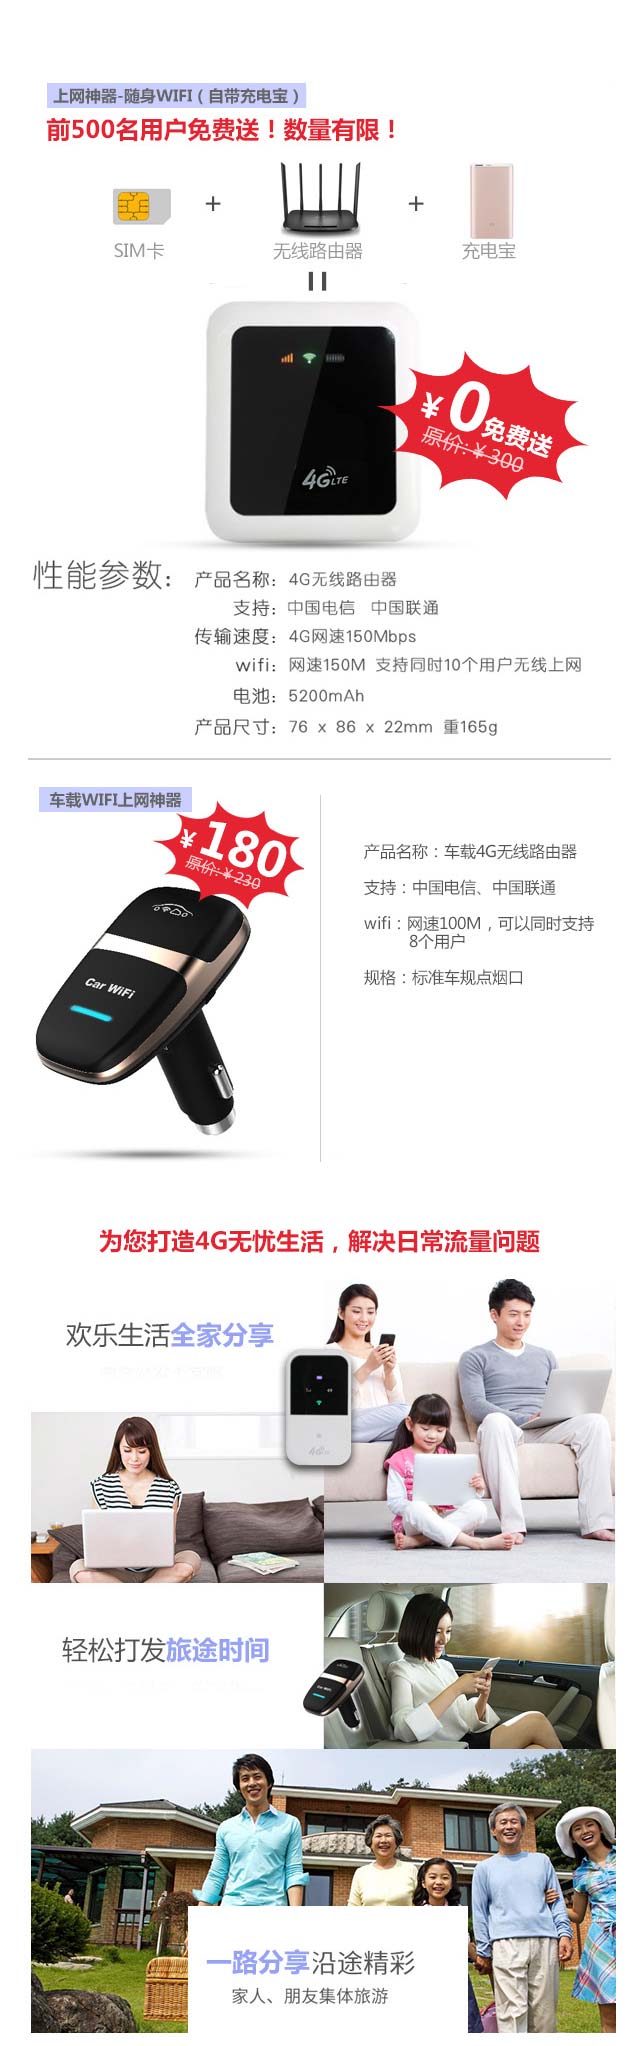 上网神器-随身WIFI（自带充电宝）
前500名用户免费送！数量有限！
+ +
SIM卡 无线路由器 充电宝
4G LTE
¥0免费送
原价:¥300
性能参数:
产品名称: 4G无线路由器
支持: 中国电信 中国联通
传输速度: 4G网速150Mbps
wifi: 网速150M 支持同时10个用户无线上网
电池: 5200mAh
产品尺寸: 76 x 86 x 22mm 重165g
车载WIFI上网神器
¥180
原价:¥230
Car WiFi
产品名称：车载4G无线路由器
支持：中国电信、中国联通
wifi：网速100M，可以同时支持
8个用户
规格：标准车规点烟口
为您打造4G无忧生活，解决日常流量问题
欢乐生活全家分享
4G
轻松打发旅途时间
Car WiFi
一路分享沿途精彩
家人、朋友集体旅游